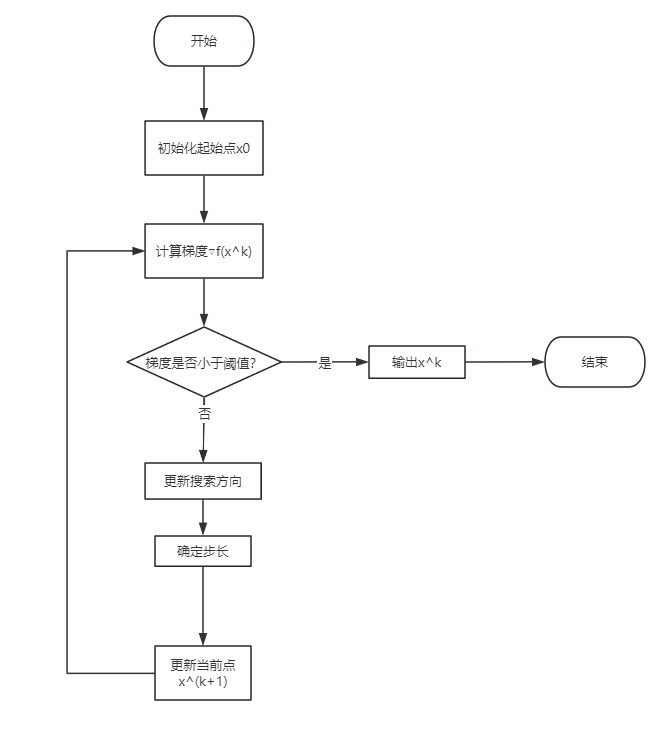 开始
初始化起始点x0
计算梯度▽f(x^k)
梯度是否小于阈值?
是
输出x^k
结束
否
更新搜索方向
确定步长
更新当前点
x^(k+1)